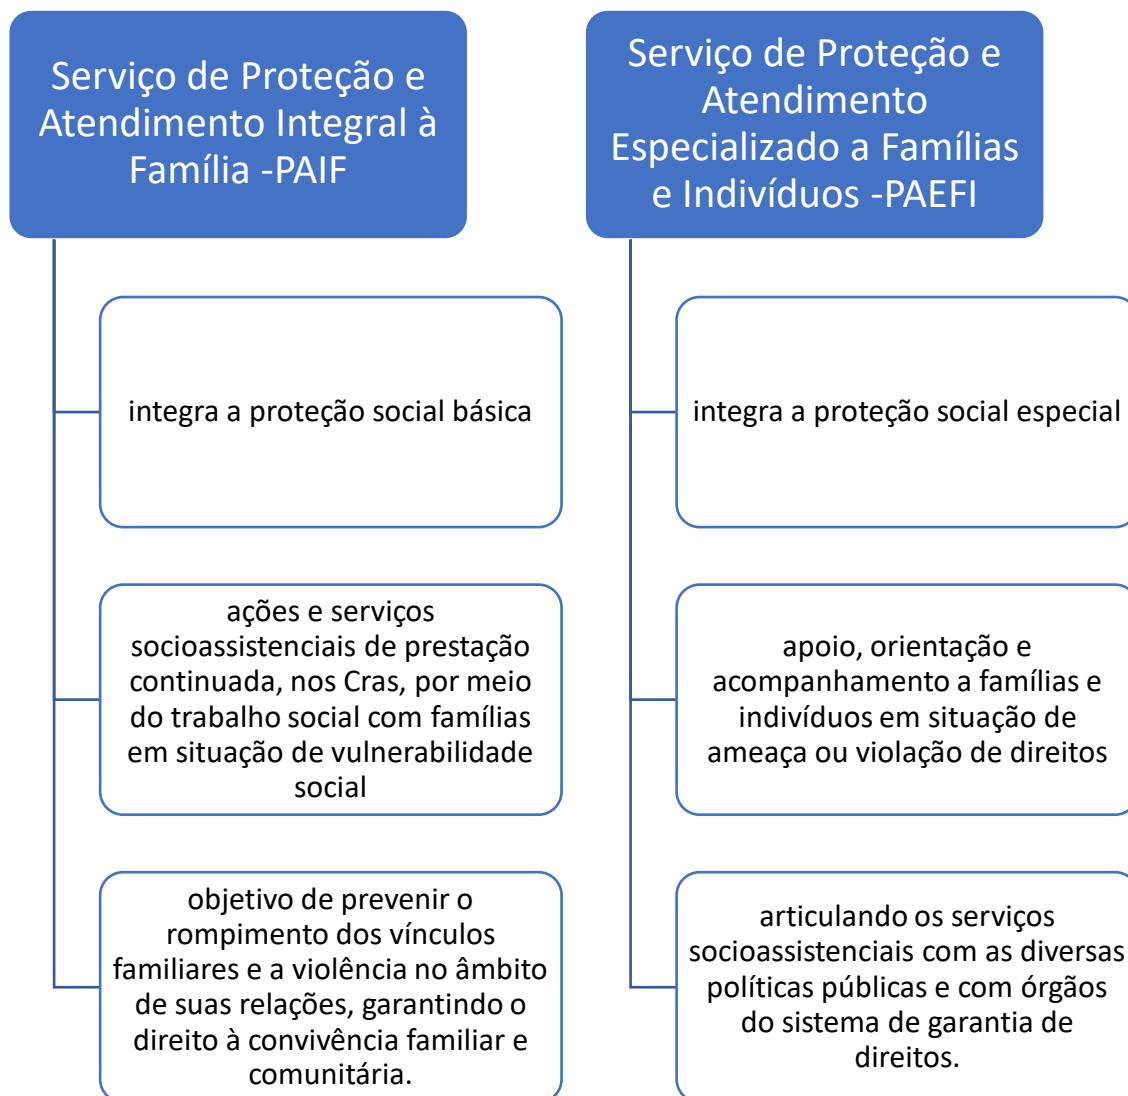 Serviço de Proteção e
Atendimento Integral à
Família -PAIF
integra a proteção social básica
ações e serviços
socioassistenciais de prestação
continuada, nos Cras, por meio
do trabalho social com famílias
em situação de vulnerabilidade
social
objetivo de prevenir o
rompimento dos vínculos
familiares e a violência no âmbito
de suas relações, garantindo o
direito à convivência familiar e
comunitária.
Serviço de Proteção e
Atendimento
Especializado a Famílias
e Indivíduos -PAEFI
integra a proteção social especial
apoio, orientação e
acompanhamento a famílias e
indivíduos em situação de
ameaça ou violação de direitos
articulando os serviços
socioassistenciais com as diversas
políticas públicas e com órgãos
do sistema de garantia de
direitos.